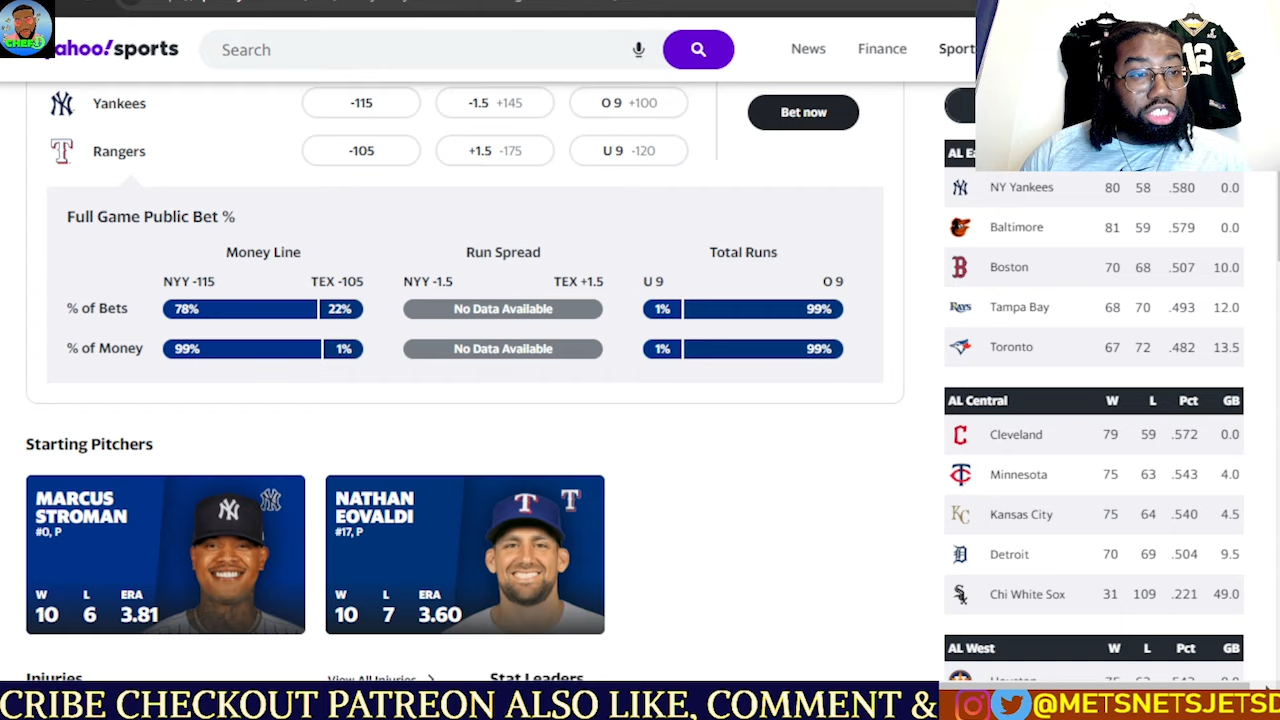 CHEF
yahoo!sports
Search
News
Finance
Yankees
-115
-1.5 +145
O 9 +100
Bet now
Rangers
-105
+1.5 -175
U 9 -120
Full Game Public Bet %
Money Line
Run Spread
Total Runs
NYY -115
TEX -105
NYY -1.5
TEX +1.5
U 9
O 9
% of Bets
78%
22%
No Data Available
1%
99%
% of Money
99%
1%
No Data Available
1%
99%
Starting Pitchers
MARCUS
STROMAN
#0, P
W L ERA
10 6 3.81
NATHAN
EOVALDI
#17, P
W L ERA
10 7 3.60
Injuries
View All Injuries
Stat Leaders
12
NY Yankees 80 58 .580 0.0
Baltimore 81 59 .579 0.0
Boston 70 68 .507 10.0
Tampa Bay 68 70 .493 12.0
Toronto 67 72 .482 13.5
AL Central W L Pct GB
Cleveland 79 59 .572 0.0
Minnesota 75 63 .543 4.0
Kansas City 75 64 .540 4.5
Detroit 70 69 .504 9.5
Chi White Sox 31 109 .221 49.0
AL West W L Pct GB
CRIBE CHECKOUT PATREON ALSO LIKE, COMMENT &
@METSNETSJETS